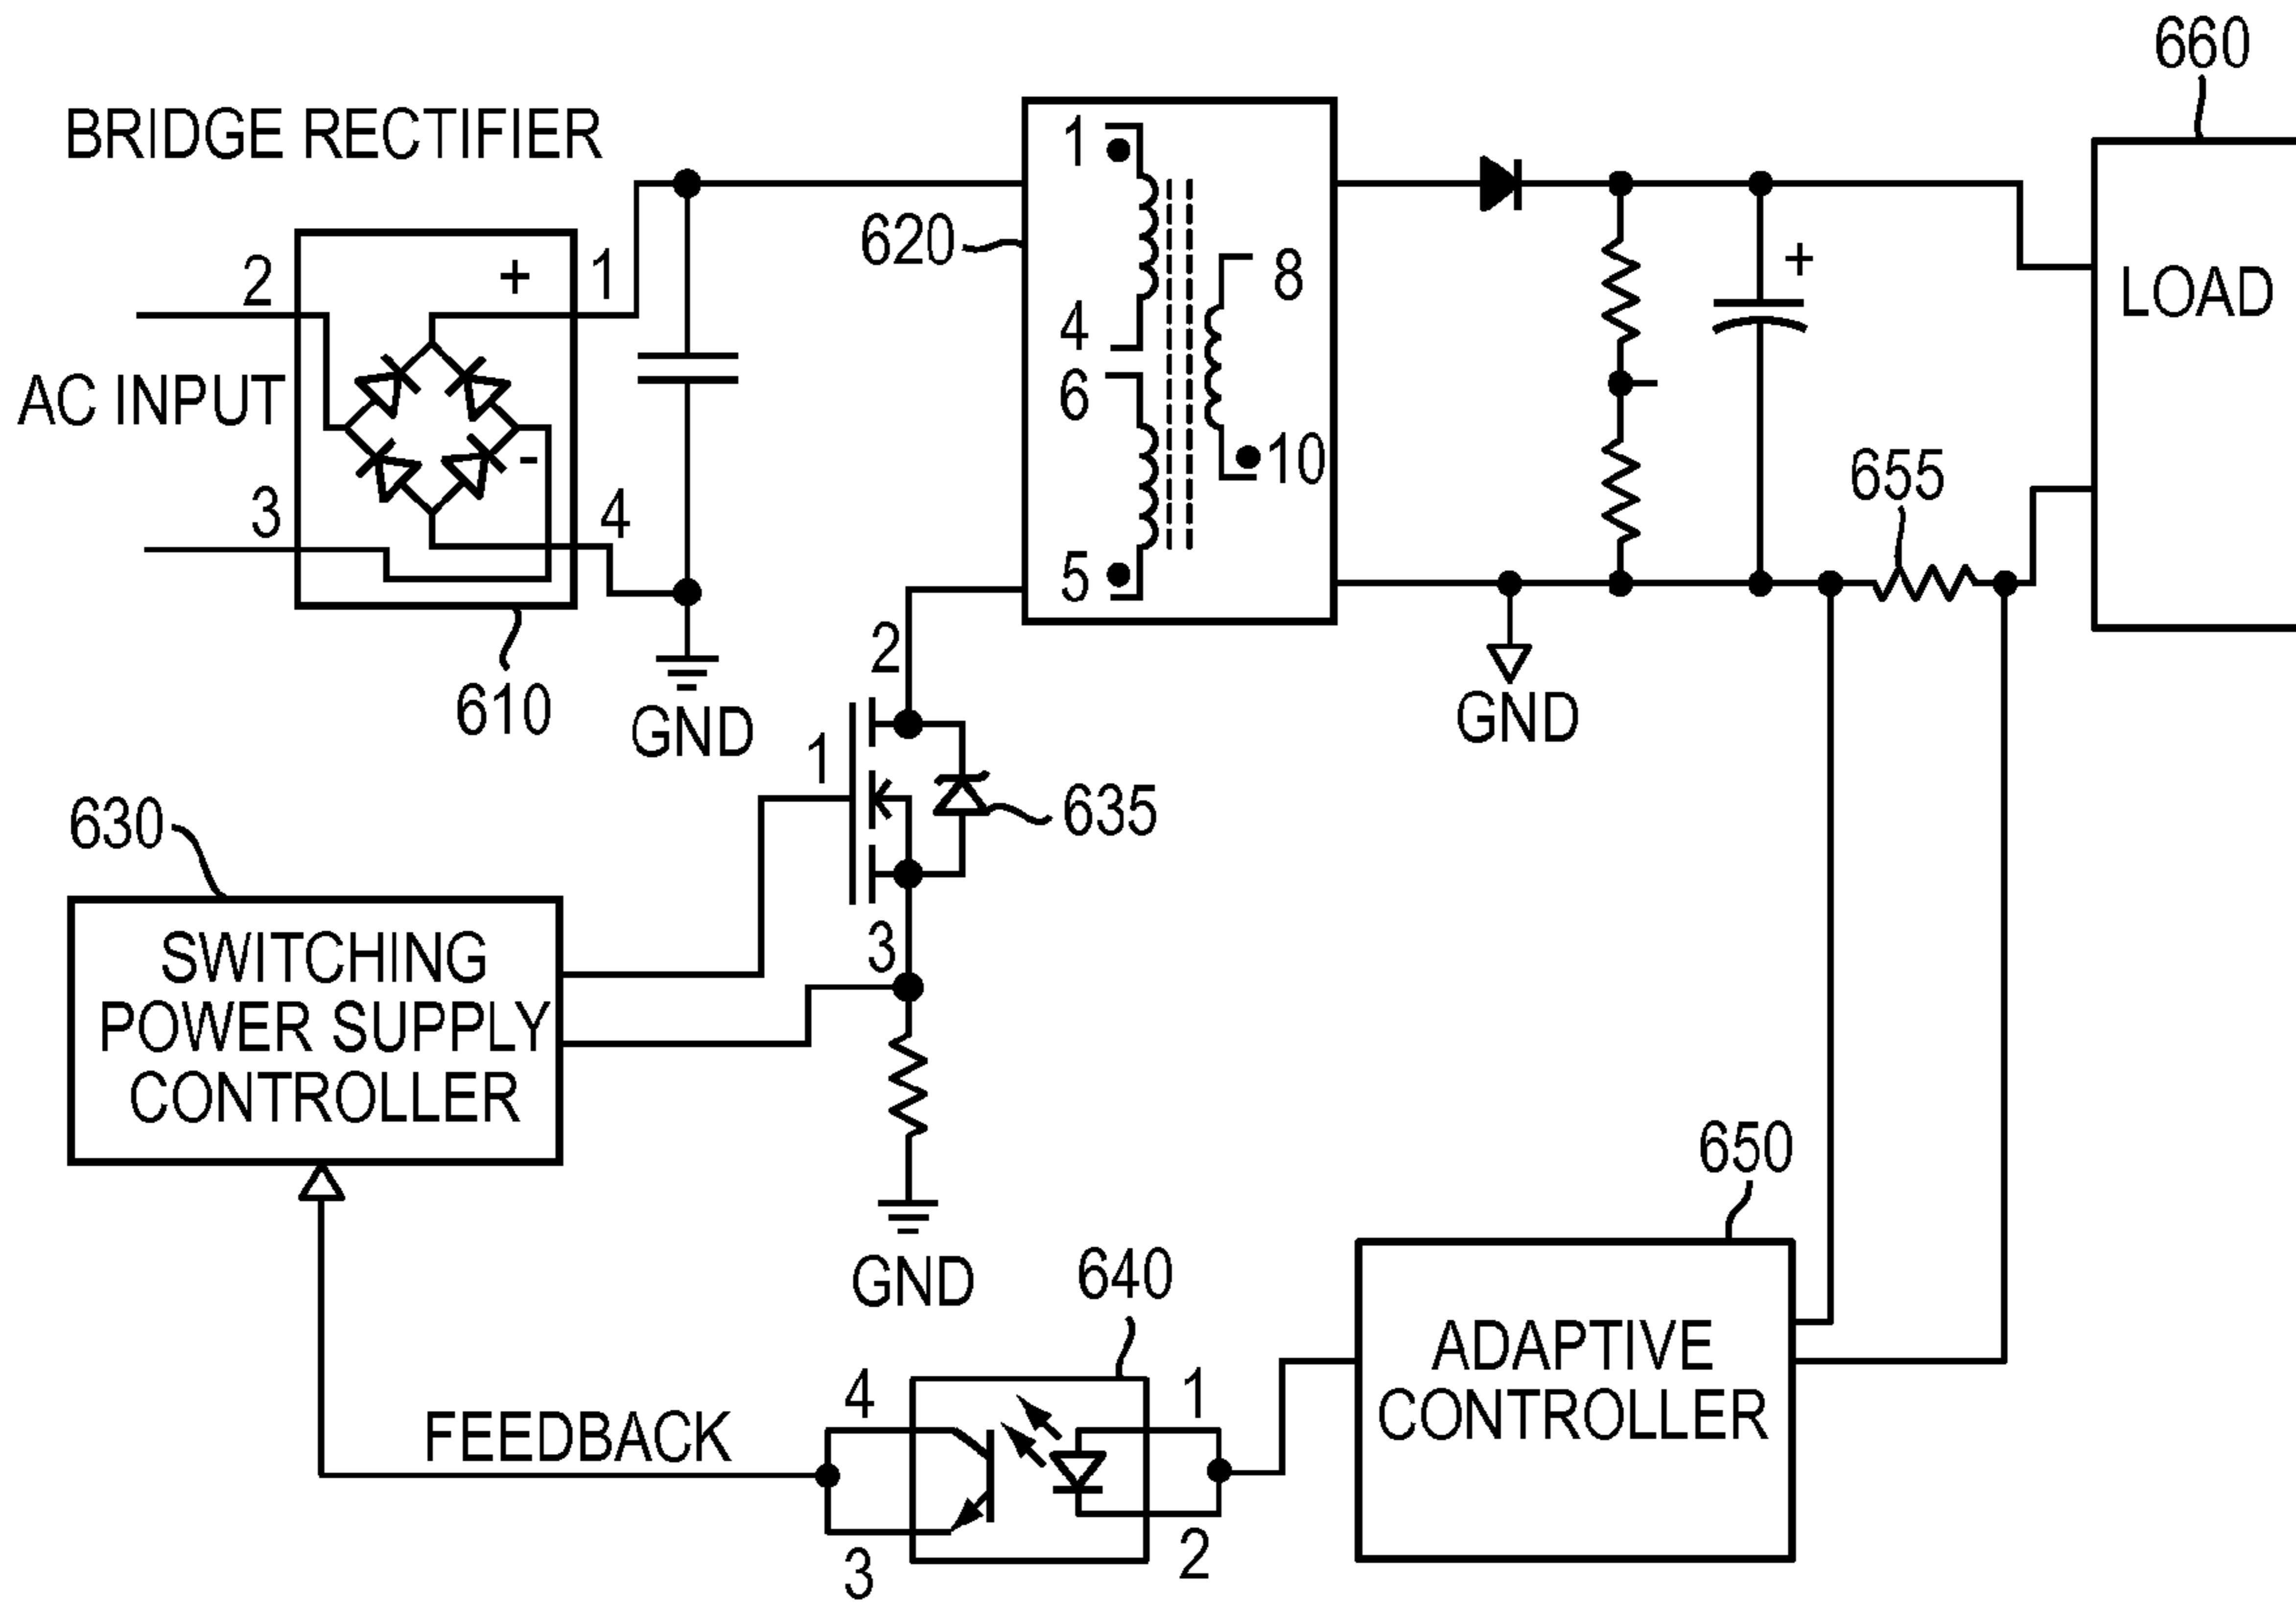 660
BRIDGE RECTIFIER
1
620
8
2
+
1
+
LOAD
4
AC INPUT
6
-
10
655
3
4
5
2
610
GND
GND
1
635
630
3
SWITCHING
POWER SUPPLY
CONTROLLER
650
GND
640
ADAPTIVE
CONTROLLER
4
1
FEEDBACK
3
2